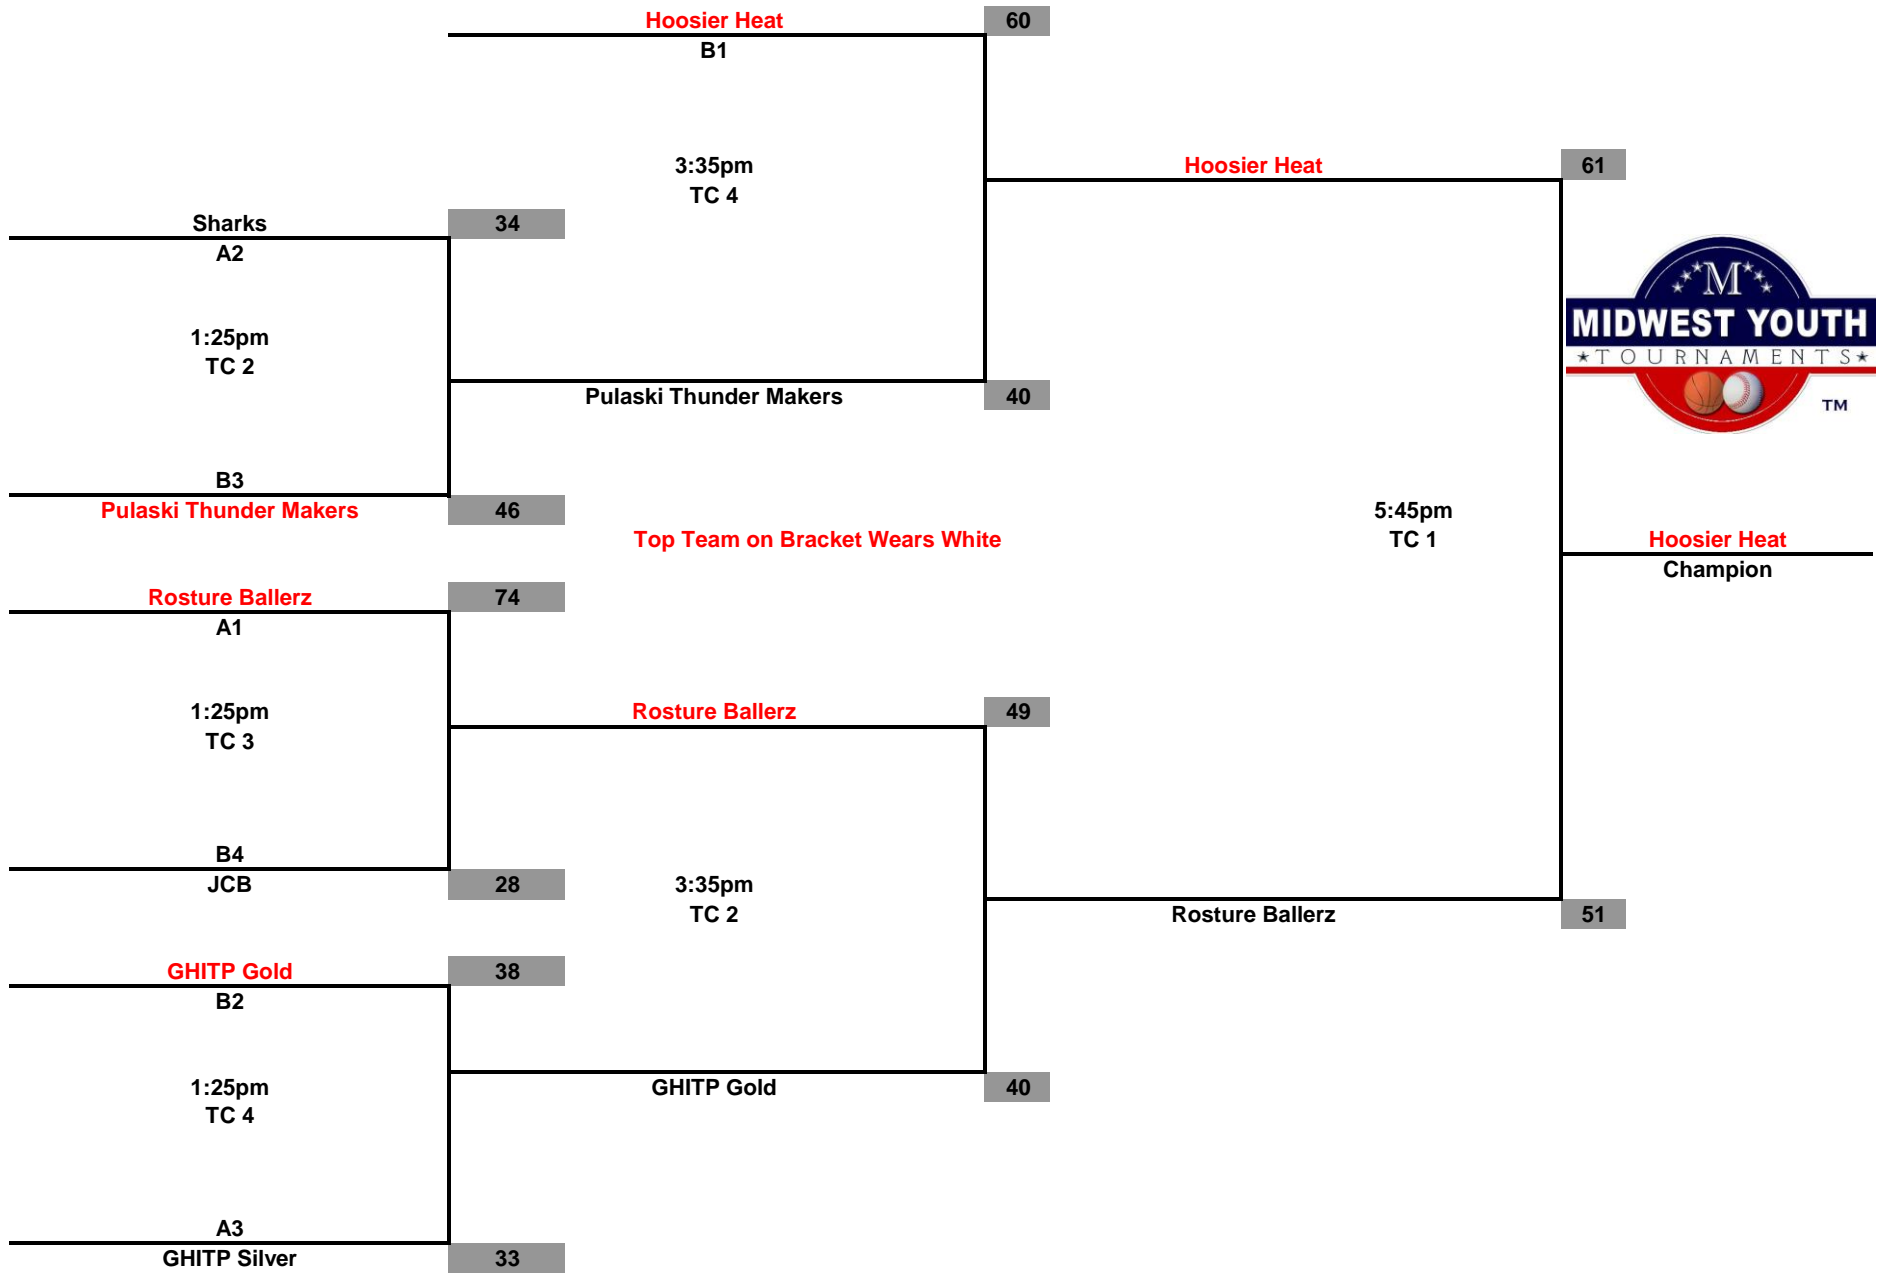 Hoosier Heat 60
B1
3:35pm
TC 4
Hoosier Heat 61
Sharks 34
A2
M
MIDWEST YOUTH
★TOURNAMENTS★
TM
1:25pm
TC 2
Pulaski Thunder Makers 40
B3
Pulaski Thunder Makers 46
5:45pm
Top Team on Bracket Wears White
TC 1
Hoosier Heat
Champion
Rosture Ballerz 74
A1
1:25pm
TC 3
Rosture Ballerz 49
B4
JCB 28
3:35pm
TC 2
Rosture Ballerz 51
GHITP Gold 38
B2
1:25pm
TC 4
GHITP Gold 40
A3
GHITP Silver 33